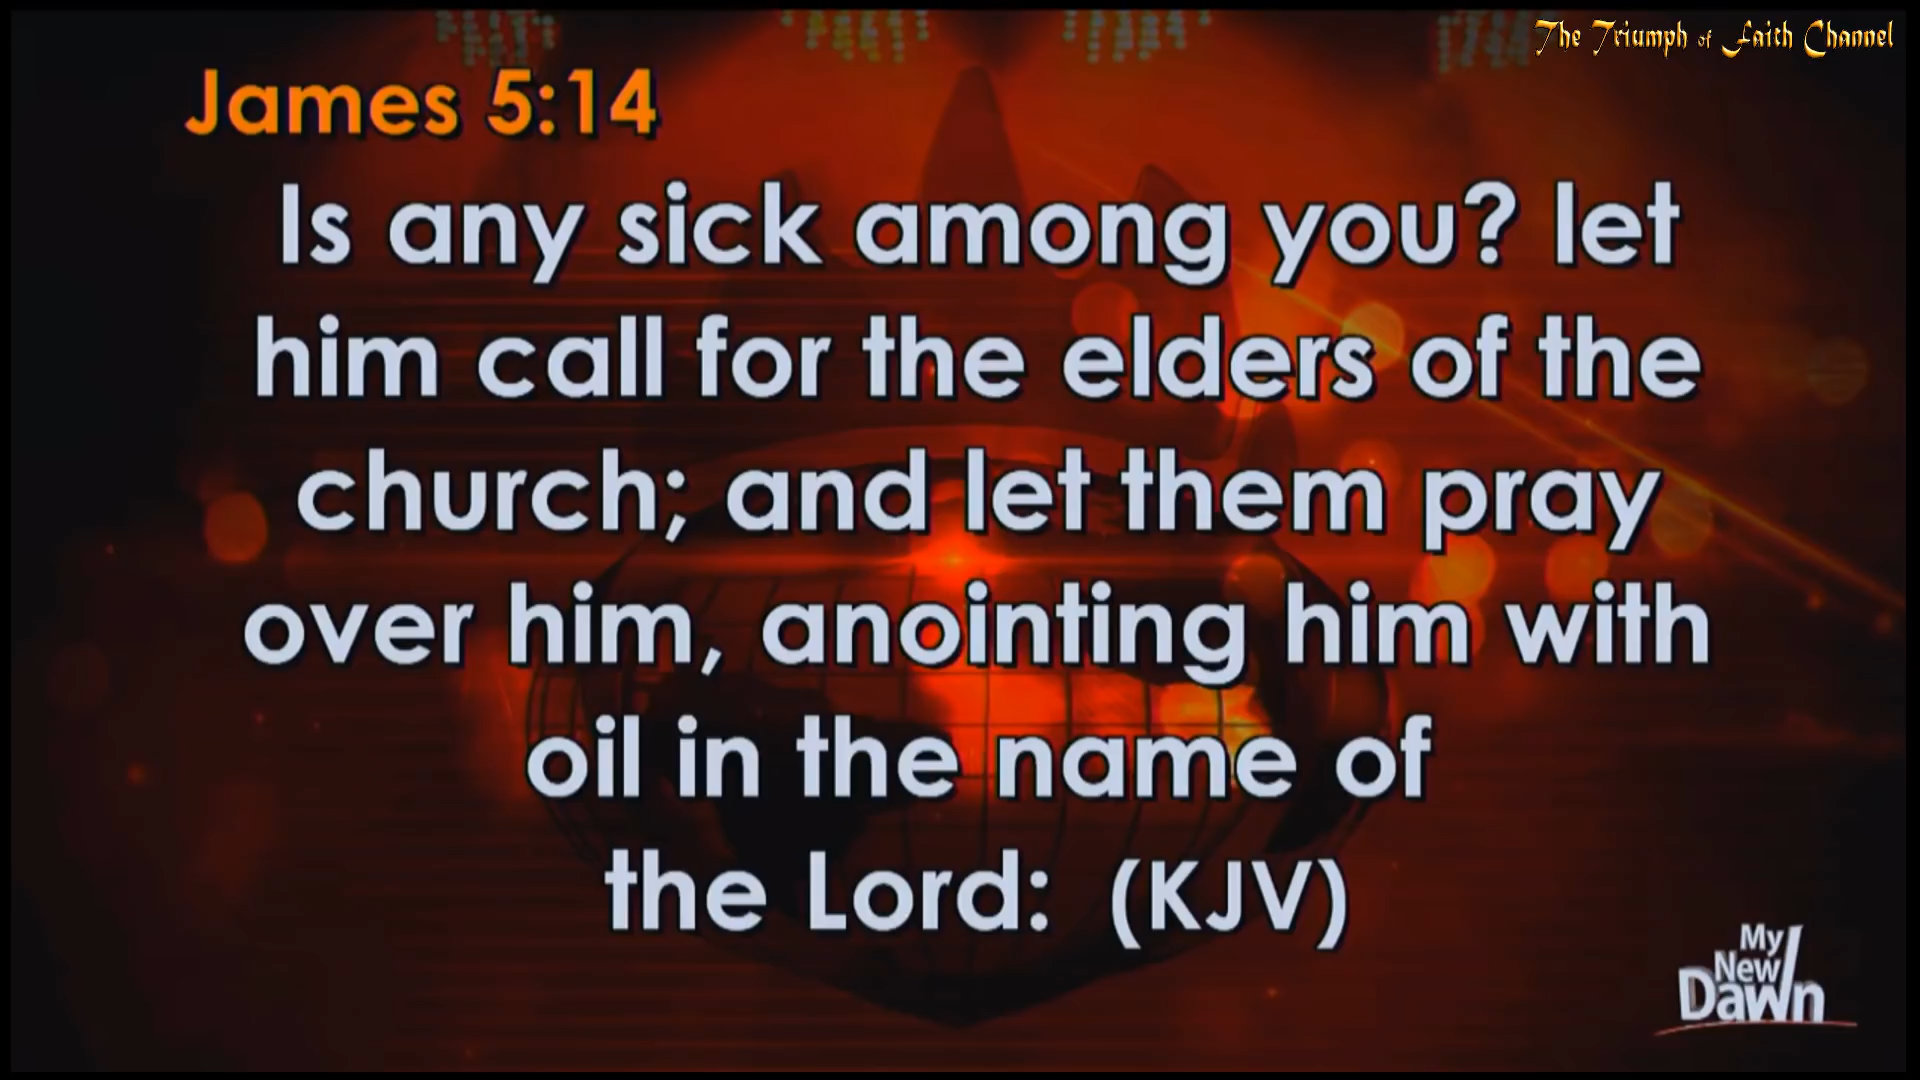 The Triumph of Faith Channel
James 5:14
Is any sick among you? let
him call for the elders of the
church; and let them pray
over him, anointing him with
oil in the name of
the Lord: (KJV)
My
New
Dawn